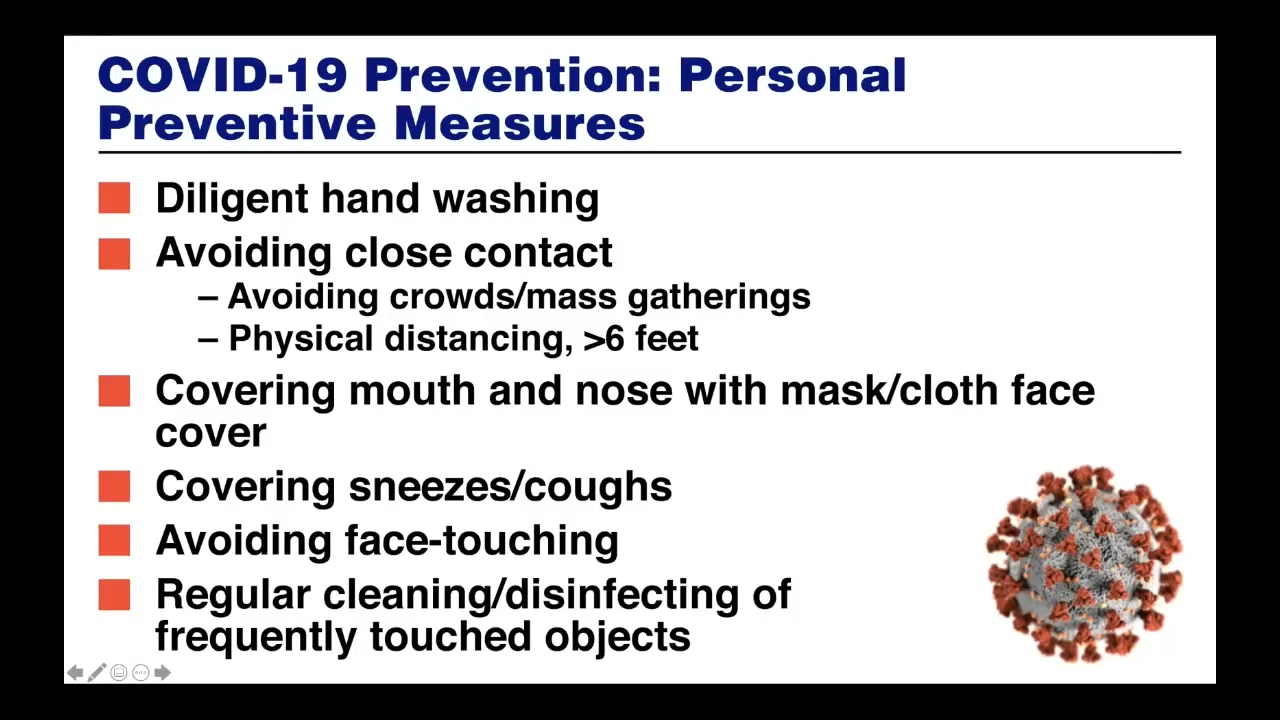 COVID-19 Prevention: Personal
Preventive Measures
Diligent hand washing
Avoiding close contact
– Avoiding crowds/mass gatherings
– Physical distancing, >6 feet
Covering mouth and nose with mask/cloth face
cover
Covering sneezes/coughs
Avoiding face-touching
Regular cleaning/disinfecting of
frequently touched objects